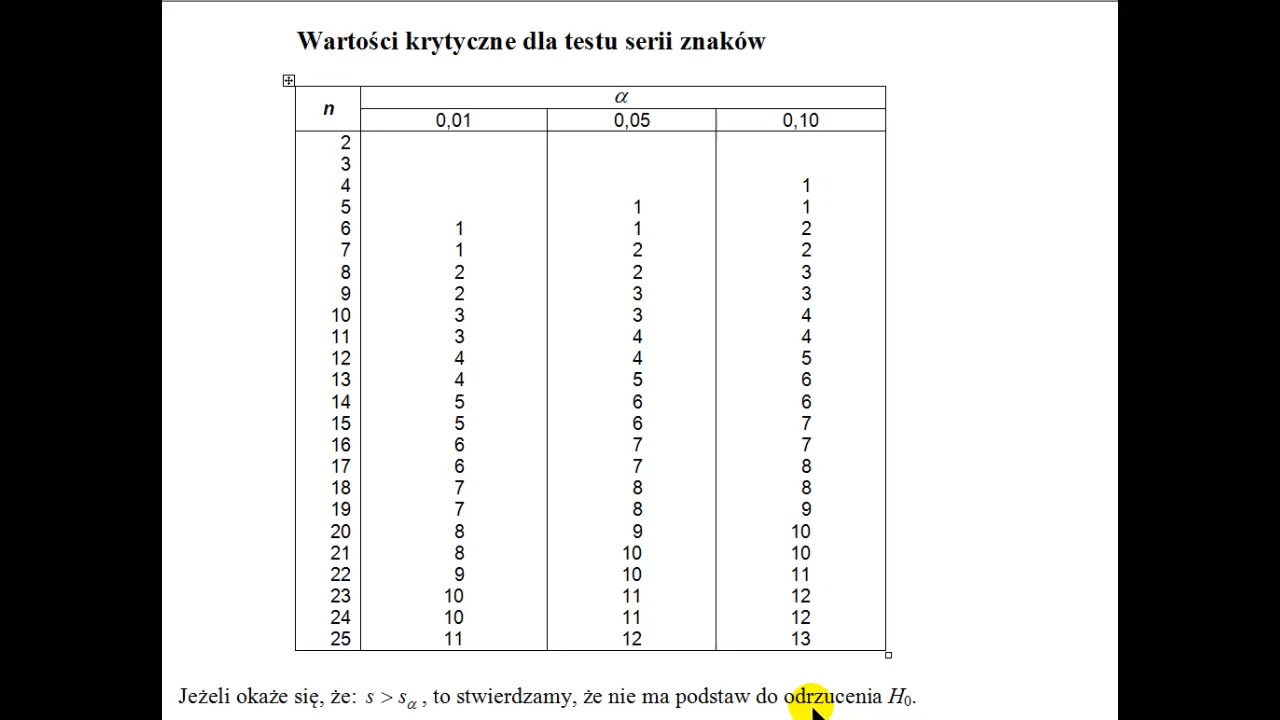 Wartości krytyczne dla testu serii znaków
n α
0,01 0,05 0,10
2
3
4 1
5 1 1
6 1 1 2
7 1 2 2
8 2 2 3
9 2 3 3
10 3 3 4
11 3 4 4
12 4 4 5
13 4 5 6
14 5 6 6
15 5 6 7
16 6 7 7
17 6 7 8
18 7 8 8
19 7 8 9
20 8 9 10
21 8 10 10
22 9 10 11
23 10 11 12
24 10 11 12
25 11 12 13
Jeżeli okaże się, że: s > sα , to stwierdzamy, że nie ma podstaw do odrzucenia H0.